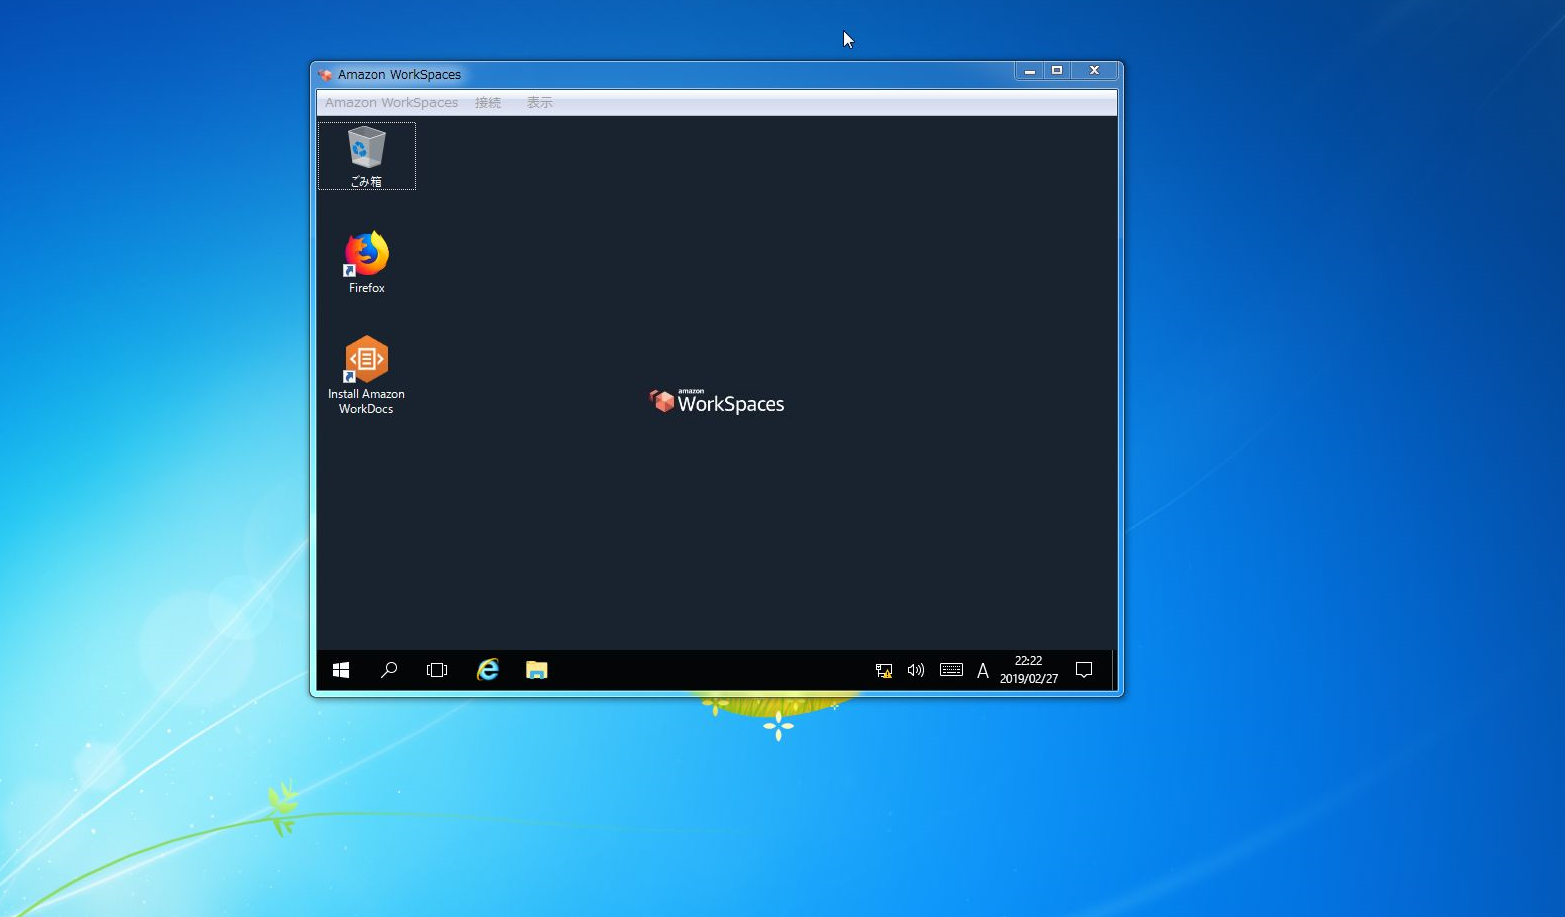 Amazon WorkSpaces
Amazon WorkSpaces 接続 表示
ごみ箱
Firefox
Install Amazon
WorkDocs
amazon
WorkSpaces
A
22:22
2019/02/27